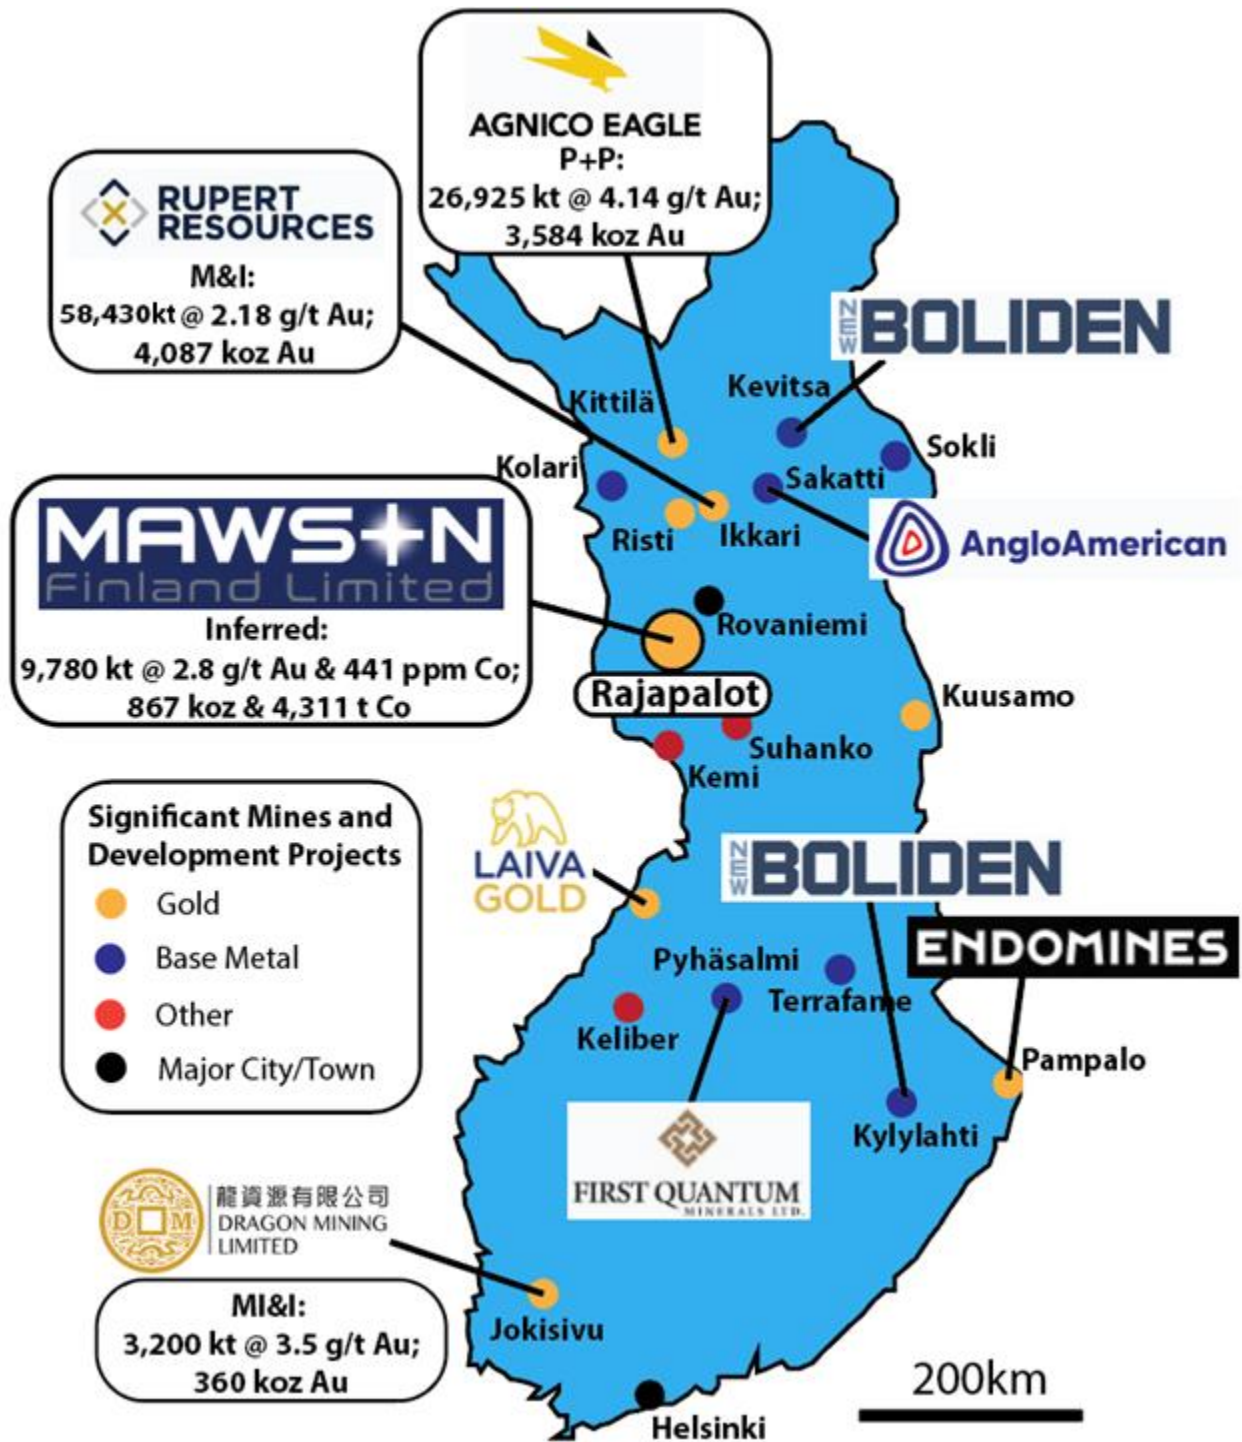 AGNICO EAGLE
P+P:
26,925 kt @ 4.14 g/t Au;
3,584 koz Au
RUPERT
RESOURCES
M&I:
58,430kt @ 2.18 g/t Au;
4,087 koz Au
NEW BOLIDEN
Kevitsa
Kittilä
Sokli
Kolari
Sakatti
Risti
Ikkari
AngloAmerican
MAWSON
Finland Limited
Inferred:
9,780 kt @ 2.8 g/t Au & 441 ppm Co;
867 koz & 4,311 t Co
Rovaniemi
Rajapalot
Kuusamo
Suhanko
Kemi
Significant Mines and
Development Projects
Gold
Base Metal
Other
Major City/Town
LAIVA
GOLD
NEW BOLIDEN
ENDOMINES
Pyhäsalmi
Terrafame
Keliber
Pampalo
Kylylahti
FIRST QUANTUM
MINERALS LTD.
D M
龍資源有限公司
DRAGON MINING
LIMITED
MI&I:
3,200 kt @ 3.5 g/t Au;
360 koz Au
Jokisivu
200km
Helsinki